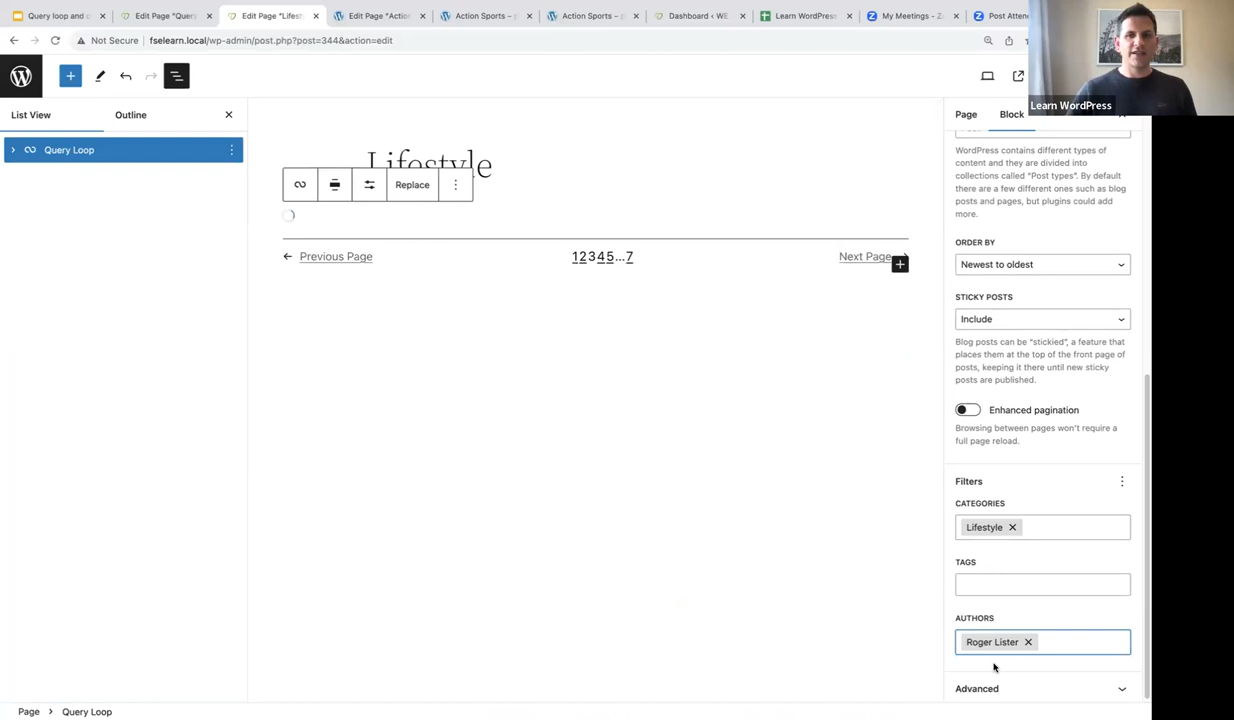 Query loop and c
Edit Page "Query
Edit Page "Lifest
Edit Page "Action
Action Sports –
Action Sports –
Dashboard ‹ WE
Learn WordPress
My Meetings - Z
Post Attend
Not Secure
fselearn.local/wp-admin/post.php?post=344&action=edit
Learn WordPress
List View
Outline
Page
Block
Query Loop
Lifestyle
Replace
Previous Page
12345...7
Next Page
WordPress contains different types of
content and they are divided into
collections called "Post types". By default
there are a few different ones such as blog
posts and pages, but plugins could add
more.
ORDER BY
Newest to oldest
STICKY POSTS
Include
Blog posts can be "stickied", a feature that
places them at the top of the front page of
posts, keeping it there until new sticky
posts are published.
Enhanced pagination
Browsing between pages won't require a
full page reload.
Filters
CATEGORIES
Lifestyle
TAGS
AUTHORS
Roger Lister
Advanced
Page
Query Loop